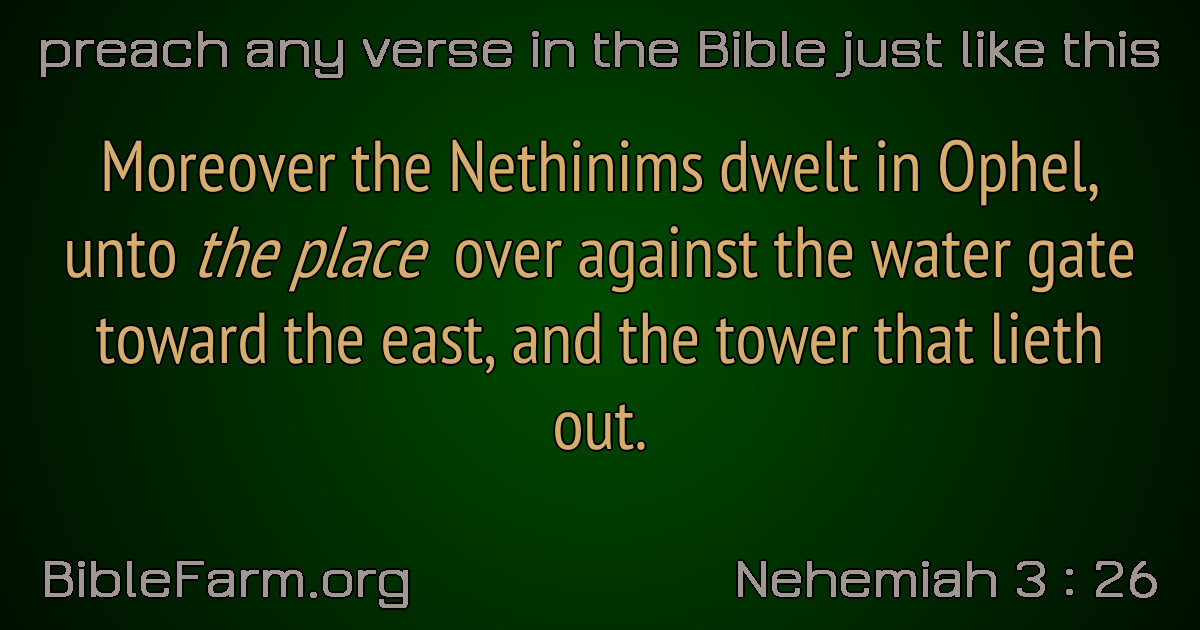 preach any verse in the Bible just like this
Moreover the Nethinims dwelt in Ophel,
unto the place over against the water gate
toward the east, and the tower that lieth
out.
BibleFarm.org
Nehemiah 3 : 26